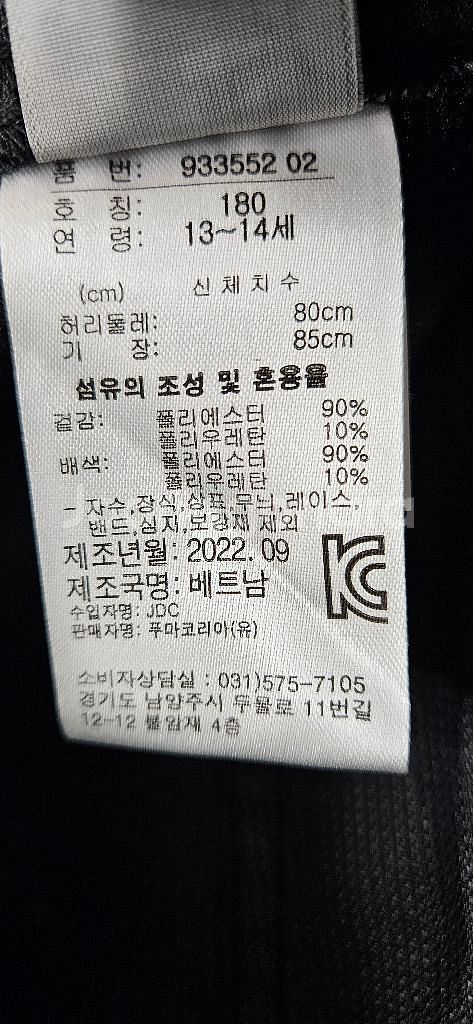 품 번: 933552 02
호 칭: 180
연 령: 13~14세
(cm) 신체치수
허리둘레: 80cm
기 장: 85cm
섬유의 조성 및 혼용율
겉감: 폴리에스터 90%
폴리우레탄 10%
배색: 폴리에스터 90%
폴리우레탄 10%
- 자수,장식,상표,무늬,레이스,
밴드,심지,보강재 제외
제조년월: 2022.09
제조국명: 베트남
수입자명: JDC
판매자명: 푸마코리아(유)
소비자상담실 : 031)575-7105
경기도 남양주시 두물로 11번길
12-12 4층